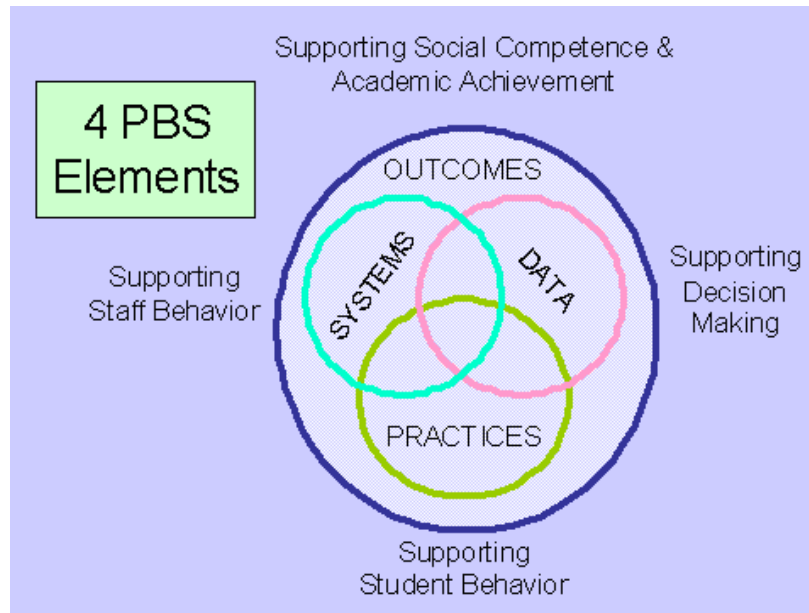 Supporting Social Competence &
Academic Achievement
4 PBS
Elements
OUTCOMES
SYSTEMS
DATA
Supporting
Staff Behavior
Supporting
Decision
Making
PRACTICES
Supporting
Student Behavior